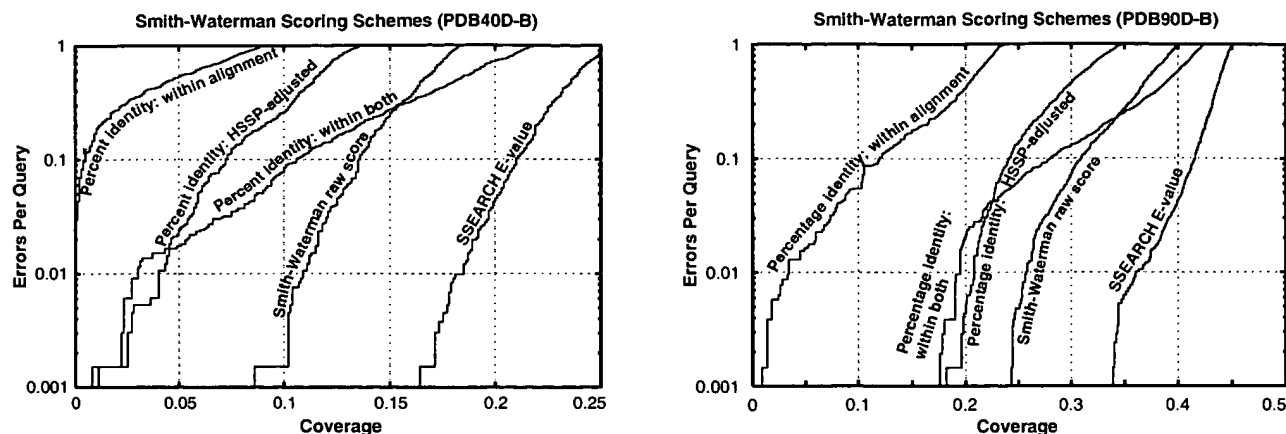 Smith-Waterman Scoring Schemes (PDB40D-B)
Errors Per Query
1
0.1
0.01
0.001
Percent Identity: within alignment
Percent Identity: HSSP-adjusted
Percent Identity: within both
Smith-Waterman raw score
SSEARCH E-value
0
0.05
0.1
0.15
0.2
0.25
Coverage
Smith-Waterman Scoring Schemes (PDB90D-B)
Errors Per Query
1
0.1
0.01
0.001
Percentage identity: within alignment
Percentage identity:
within both
Percentage identity: HSSP-adjusted
Smith-Waterman raw score
SSEARCH E-value
0
0.1
0.2
0.3
0.4
0.5
Coverage